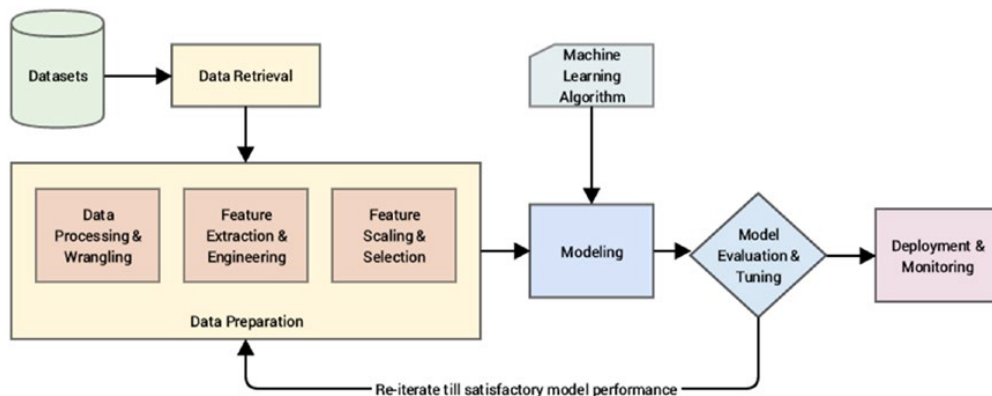 Datasets
Data Retrieval
Machine
Learning
Algorithm
Data
Processing &
Wrangling
Feature
Extraction &
Engineering
Feature
Scaling &
Selection
Data Preparation
Modeling
Model
Evaluation &
Tuning
Deployment &
Monitoring
Re-iterate till satisfactory model performance